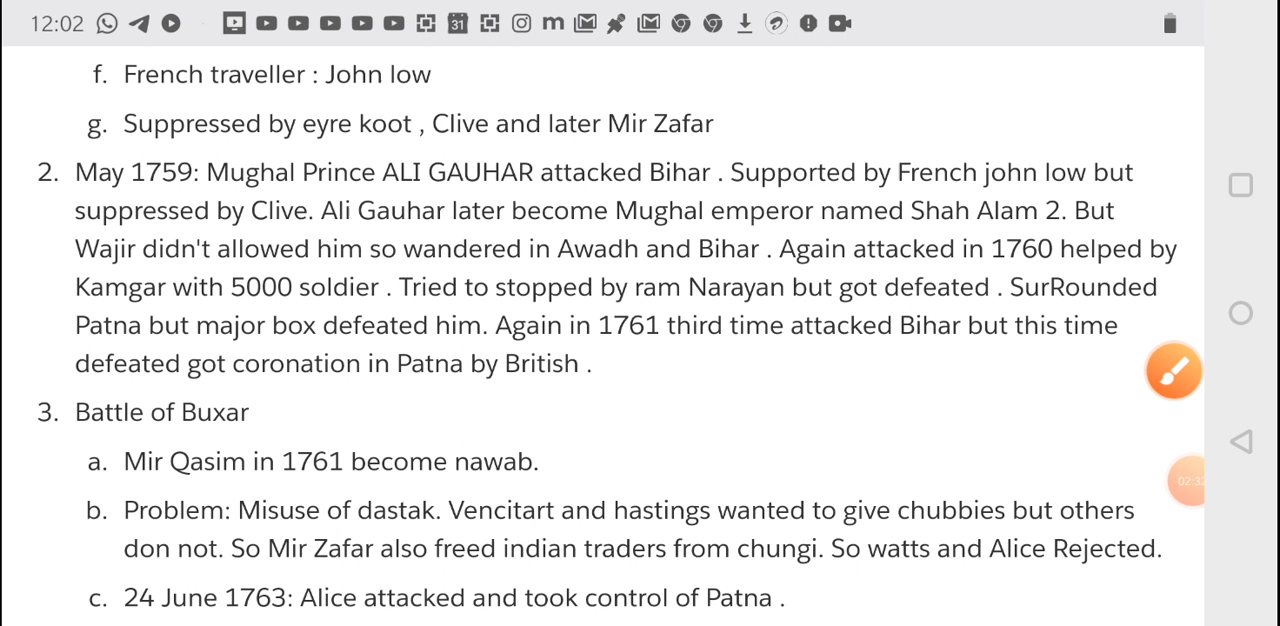 12:02
31
f. French traveller : John low
g. Suppressed by eyre koot , Clive and later Mir Zafar
2. May 1759: Mughal Prince ALI GAUHAR attacked Bihar . Supported by French john low but
suppressed by Clive. Ali Gauhar later become Mughal emperor named Shah Alam 2. But
Wajir didn't allowed him so wandered in Awadh and Bihar . Again attacked in 1760 helped by
Kamgar with 5000 soldier . Tried to stopped by ram Narayan but got defeated . SurRounded
Patna but major box defeated him. Again in 1761 third time attacked Bihar but this time
defeated got coronation in Patna by British .
3. Battle of Buxar
a. Mir Qasim in 1761 become nawab.
02:32
b. Problem: Misuse of dastak. Vencitart and hastings wanted to give chubbies but others
don not. So Mir Zafar also freed indian traders from chungi. So watts and Alice Rejected.
c. 24 June 1763: Alice attacked and took control of Patna .